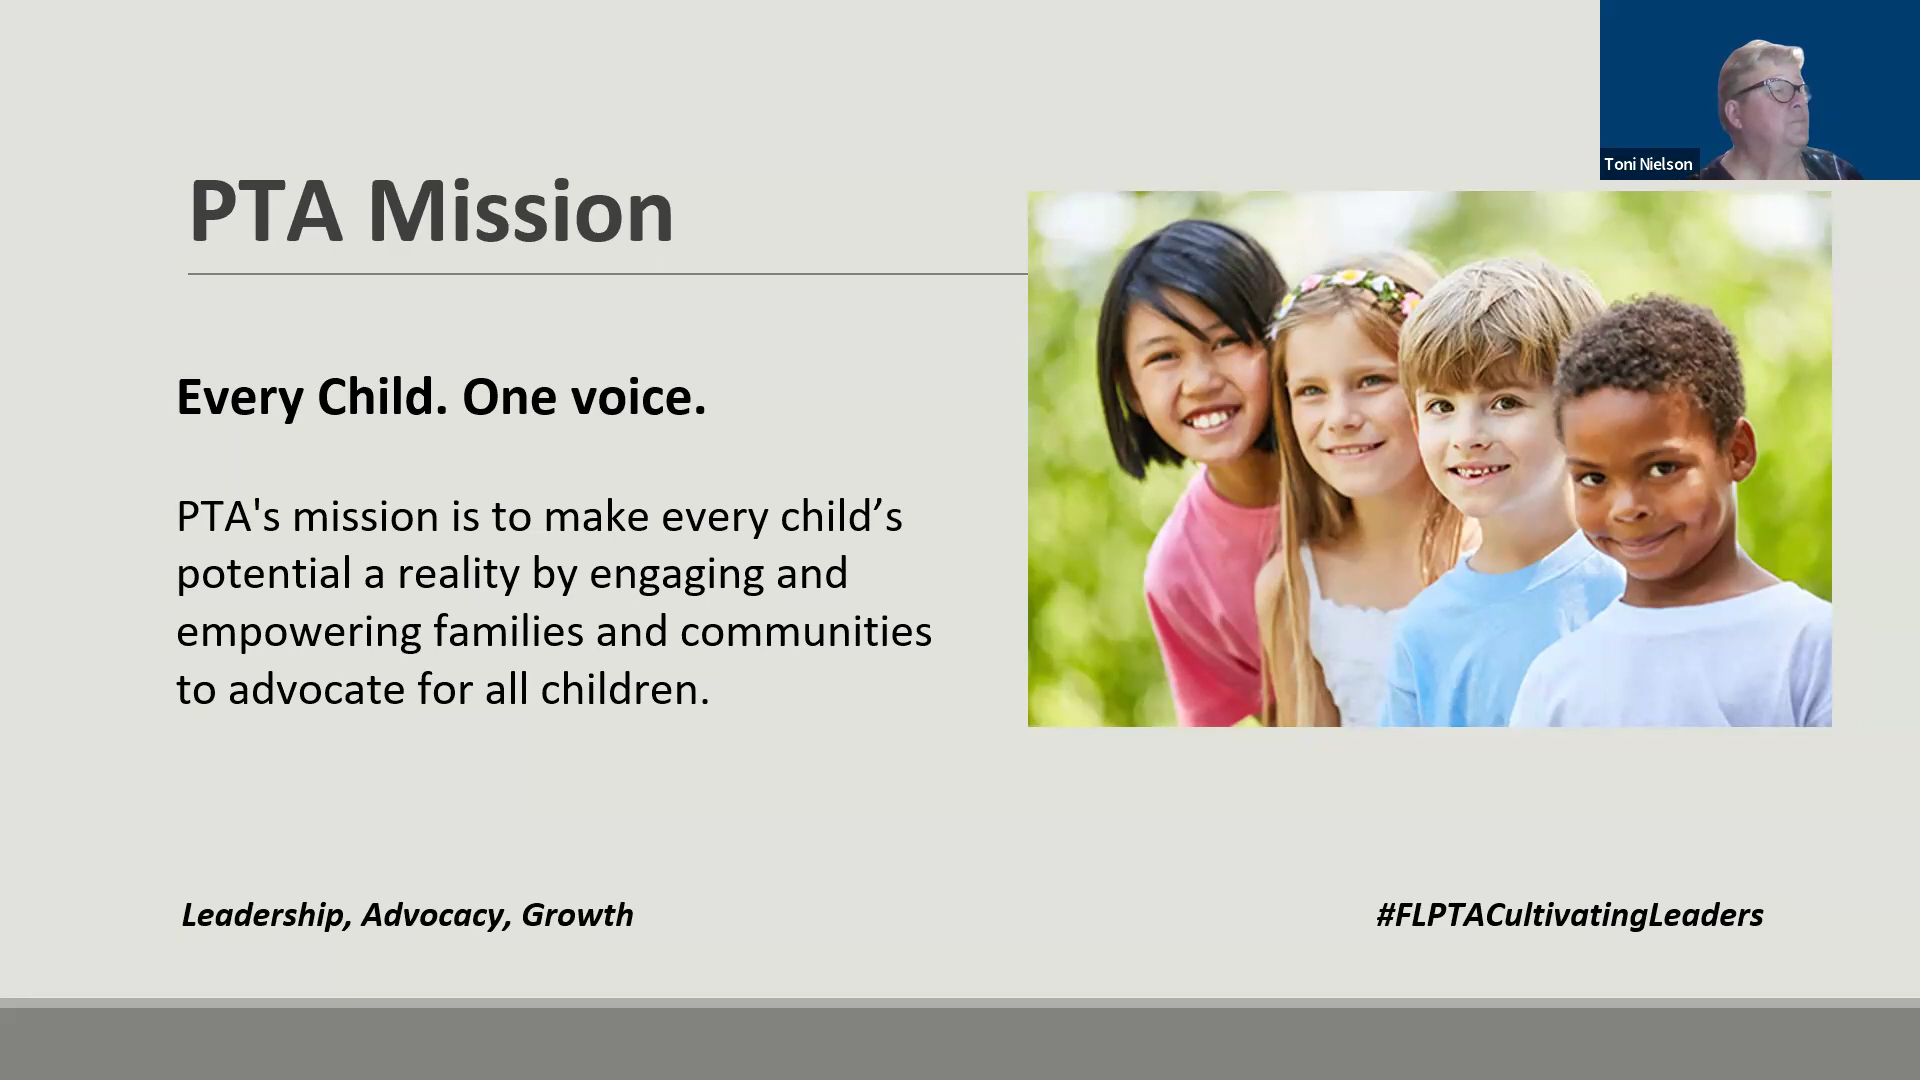 Toni Nielson
PTA Mission
Every Child. One voice.
PTA's mission is to make every child’s
potential a reality by engaging and
empowering families and communities
to advocate for all children.
Leadership, Advocacy, Growth
#FLPTACultivatingLeaders